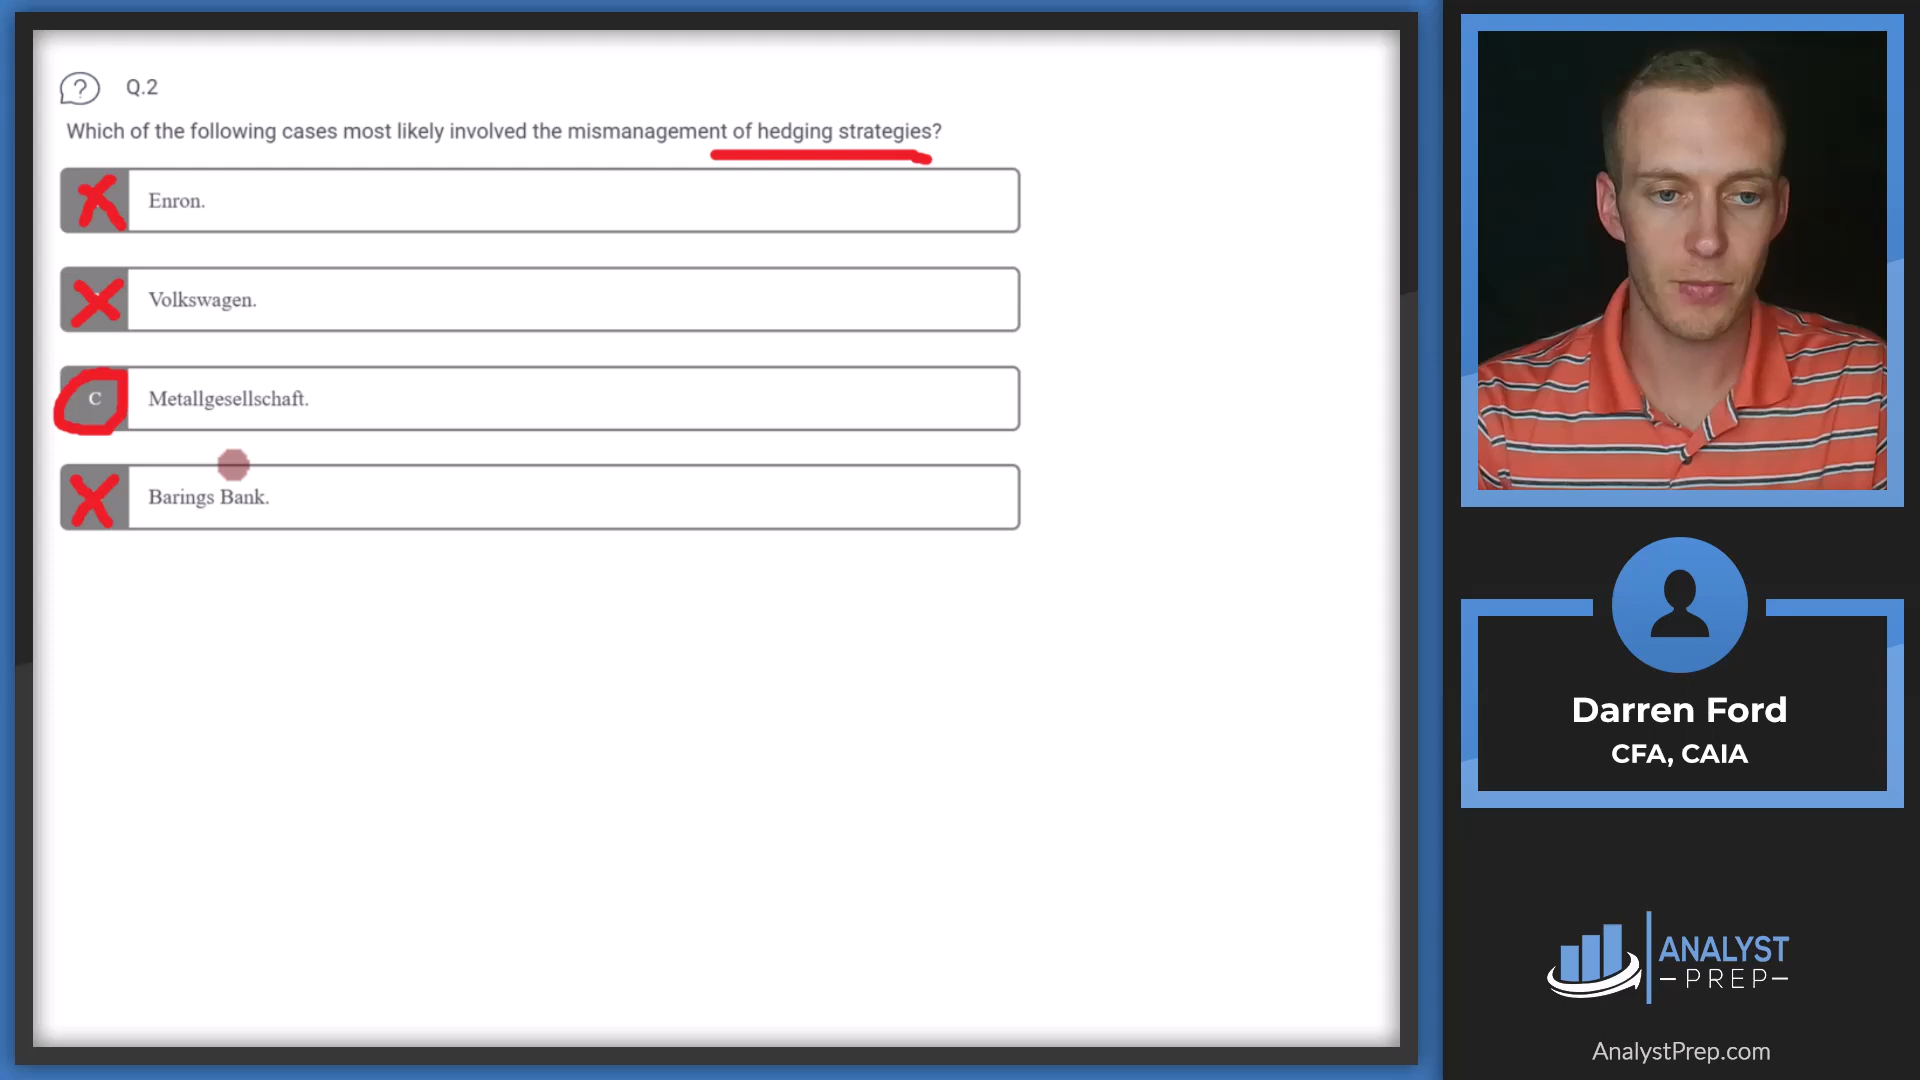 ?
Q.2
Which of the following cases most likely involved the mismanagement of hedging strategies?
Enron.
Volkswagen.
C
Metallgesellschaft.
Barings Bank.
Darren Ford
CFA, CAIA
ANALYST
PREP
AnalystPrep.com